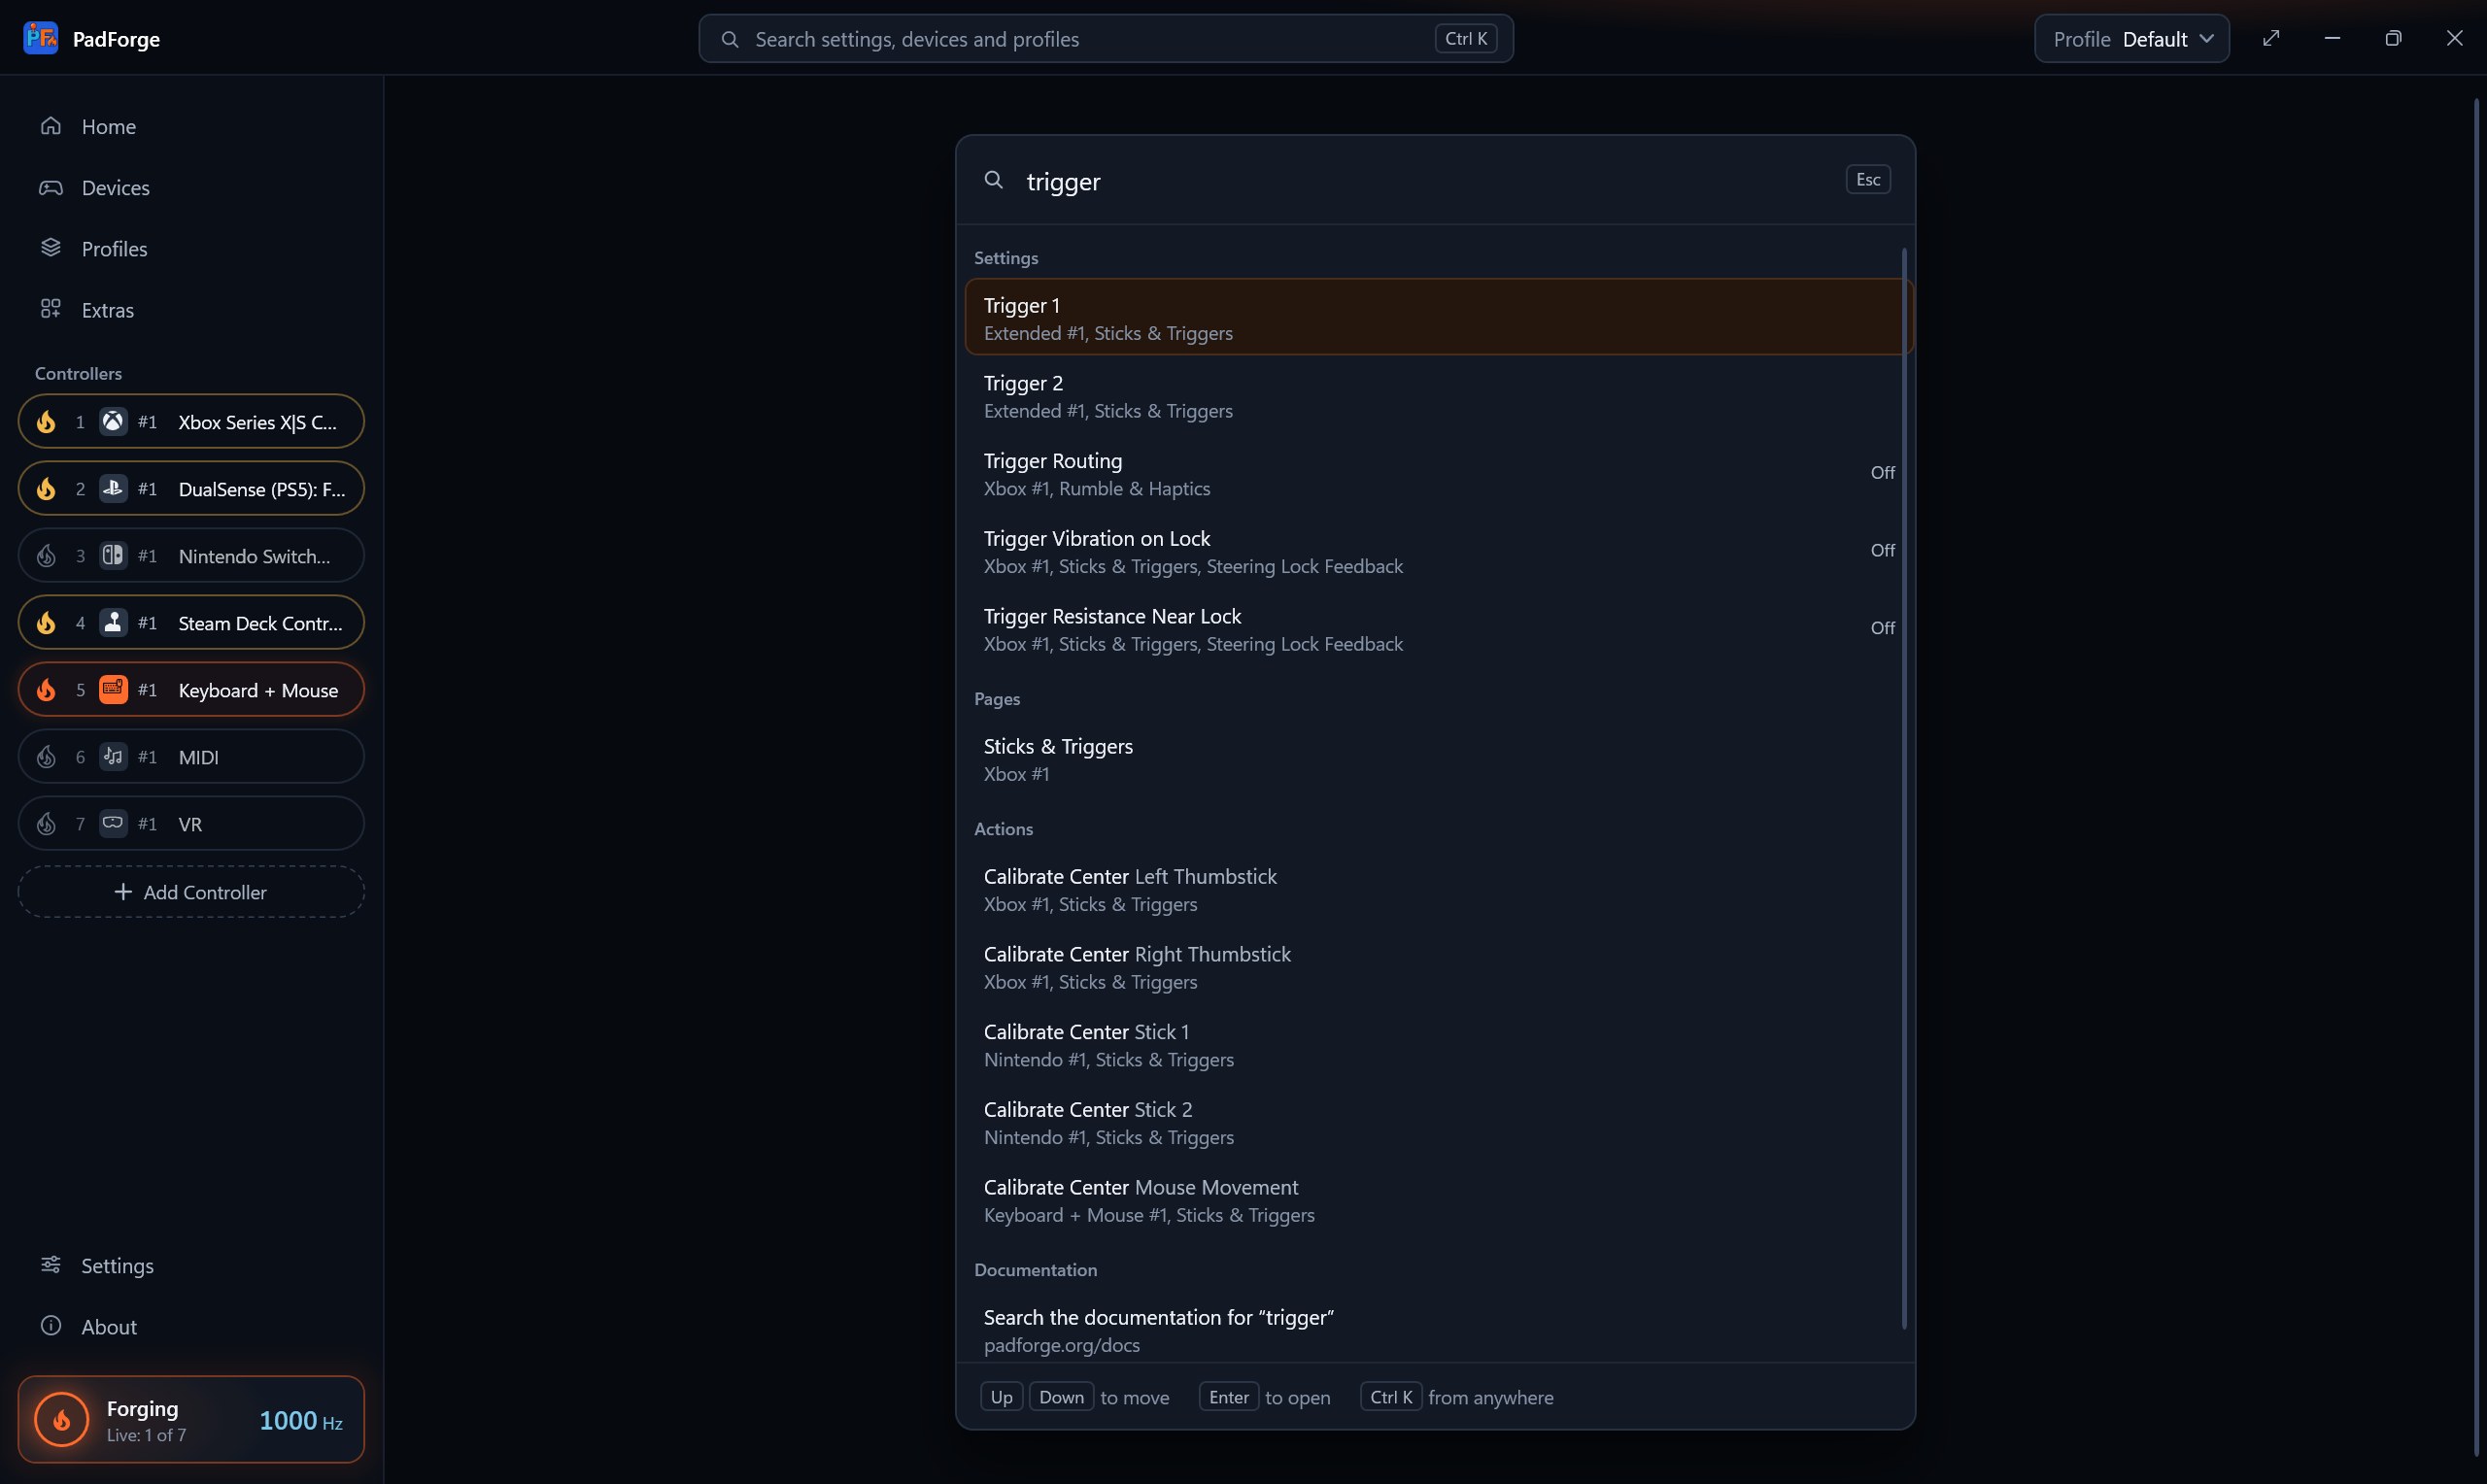 PadForge
Search settings, devices and profiles
Ctrl K
Profile Default
Home
Devices
Profiles
Extras
Controllers
1 #1 Xbox Series X|S C...
2 #1 DualSense (PS5): F...
3 #1 Nintendo Switch...
4 #1 Steam Deck Contr...
5 #1 Keyboard + Mouse
6 #1 MIDI
7 #1 VR
Add Controller
Settings
About
Forging
Live: 1 of 7
1000 Hz
trigger
Esc
Settings
Trigger 1
Extended #1, Sticks & Triggers
Trigger 2
Extended #1, Sticks & Triggers
Trigger Routing
Xbox #1, Rumble & Haptics
Off
Trigger Vibration on Lock
Xbox #1, Sticks & Triggers, Steering Lock Feedback
Off
Trigger Resistance Near Lock
Xbox #1, Sticks & Triggers, Steering Lock Feedback
Off
Pages
Sticks & Triggers
Xbox #1
Actions
Calibrate Center Left Thumbstick
Xbox #1, Sticks & Triggers
Calibrate Center Right Thumbstick
Xbox #1, Sticks & Triggers
Calibrate Center Stick 1
Nintendo #1, Sticks & Triggers
Calibrate Center Stick 2
Nintendo #1, Sticks & Triggers
Calibrate Center Mouse Movement
Keyboard + Mouse #1, Sticks & Triggers
Documentation
Search the documentation for “trigger”
padforge.org/docs
Up Down to move Enter to open Ctrl K from anywhere